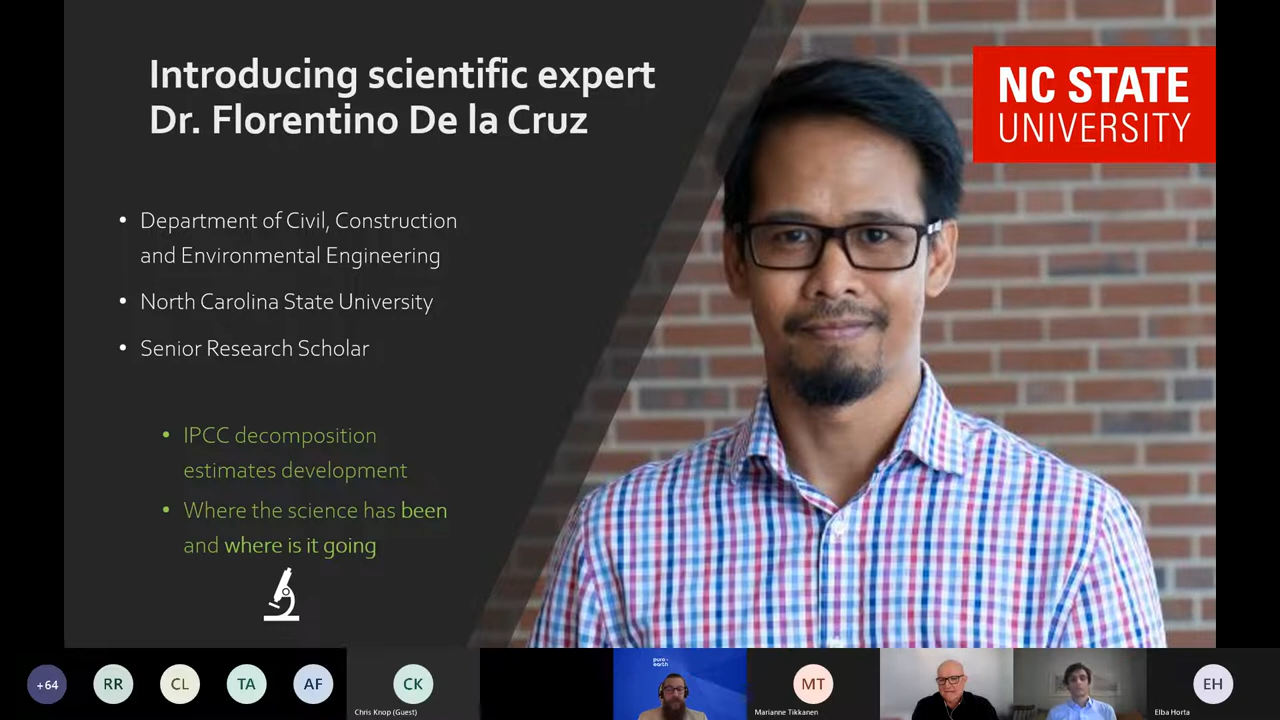 Introducing scientific expert
Dr. Florentino De la Cruz
NC STATE
UNIVERSITY
• Department of Civil, Construction
and Environmental Engineering
• North Carolina State University
• Senior Research Scholar
• IPCC decomposition
estimates development
• Where the science has been
and where is it going
+64
RR
CL
TA
AF
CK
Chris Knop (Guest)
puro·
earth
MT
Marianne Tikkanen
EH
Elba Horta